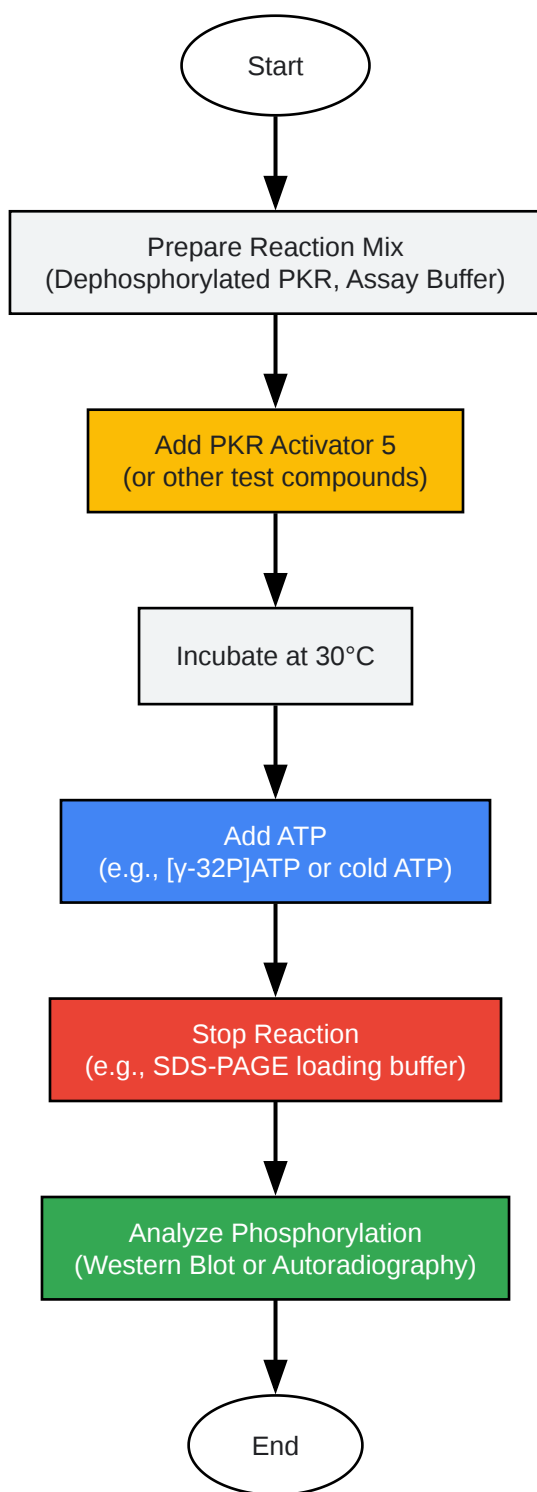 Start
Prepare Reaction Mix
(Dephosphorylated PKR, Assay Buffer)
Add PKR Activator 5
(or other test compounds)
Incubate at 30°C
Add ATP
(e.g., [γ-32P]ATP or cold ATP)
Stop Reaction
(e.g., SDS-PAGE loading buffer)
Analyze Phosphorylation
(Western Blot or Autoradiography)
End